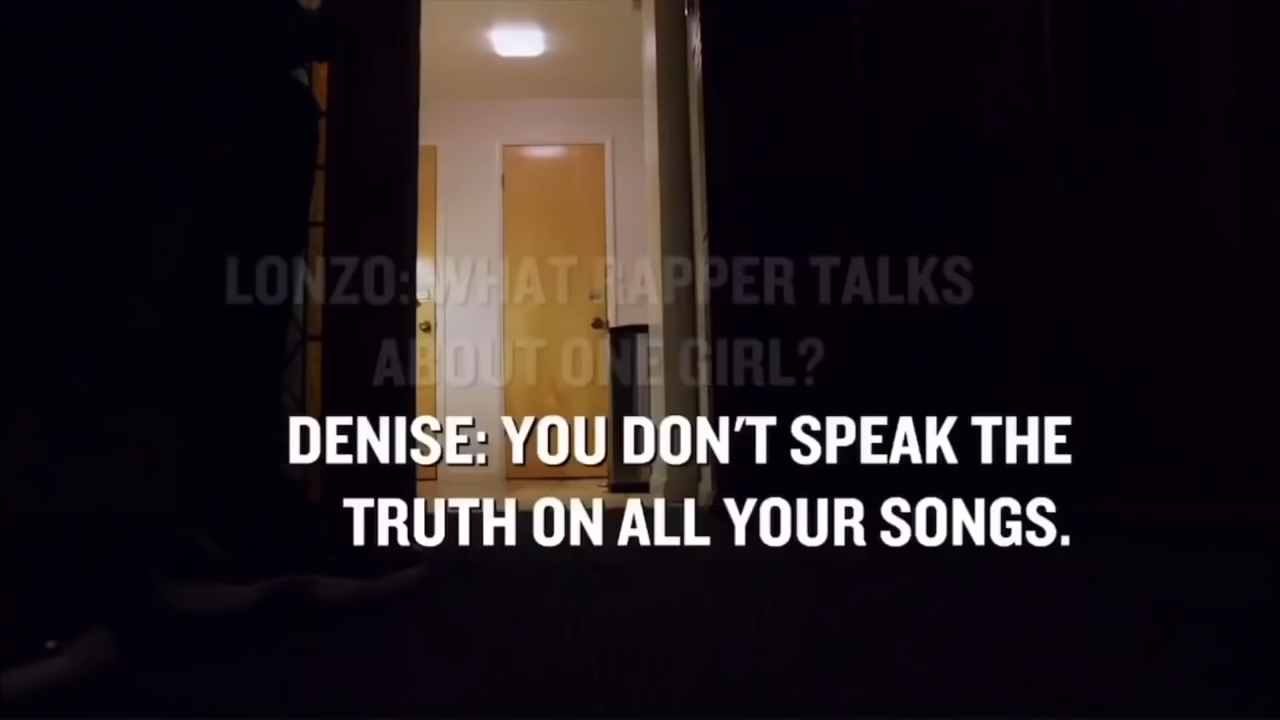 LONZO: WHAT RAPPER TALKS
ABOUT ONE GIRL?
DENISE: YOU DON'T SPEAK THE
TRUTH ON ALL YOUR SONGS.